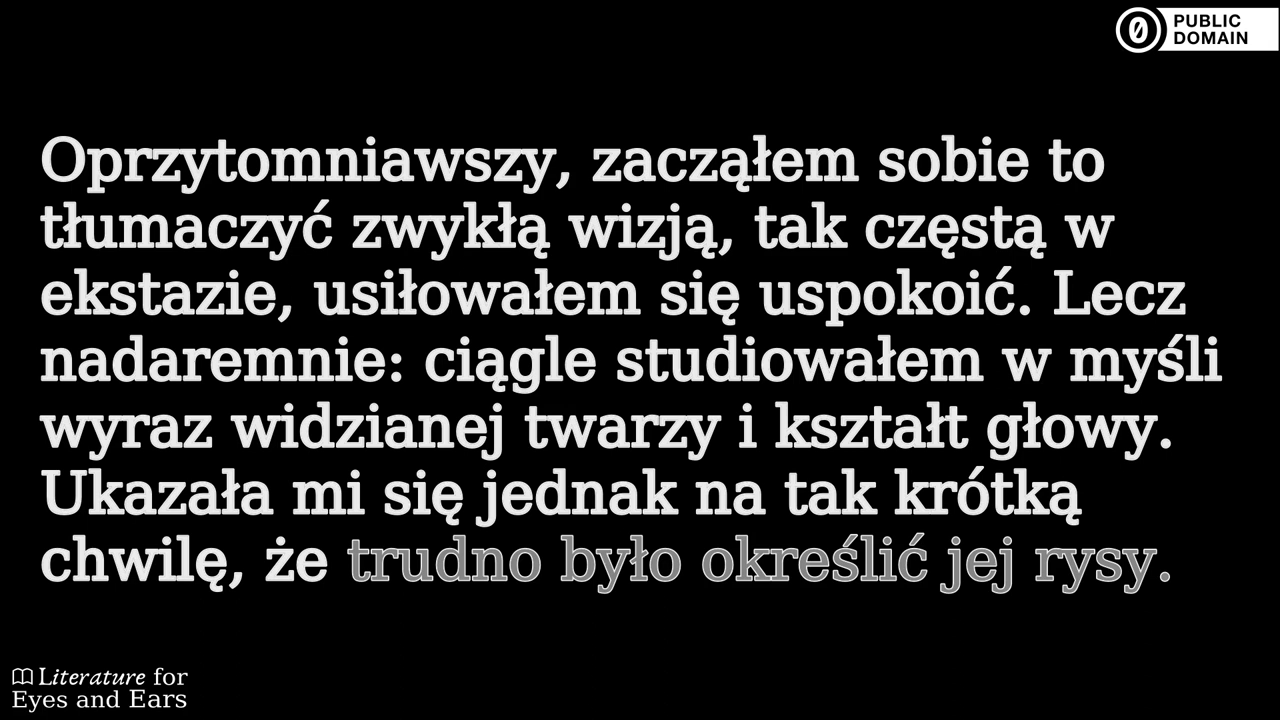 PUBLIC
DOMAIN
Oprzytomniawszy, zacząłem sobie to
tłumaczyć zwykłą wizją, tak częstą w
ekstazie, usiłowałem się uspokoić. Lecz
nadaremnie: ciągle studiowałem w myśli
wyraz widzianej twarzy i kształt głowy.
Ukazała mi się jednak na tak krótką
chwilę, że trudno było określić jej rysy.
Literature for
Eyes and Ears